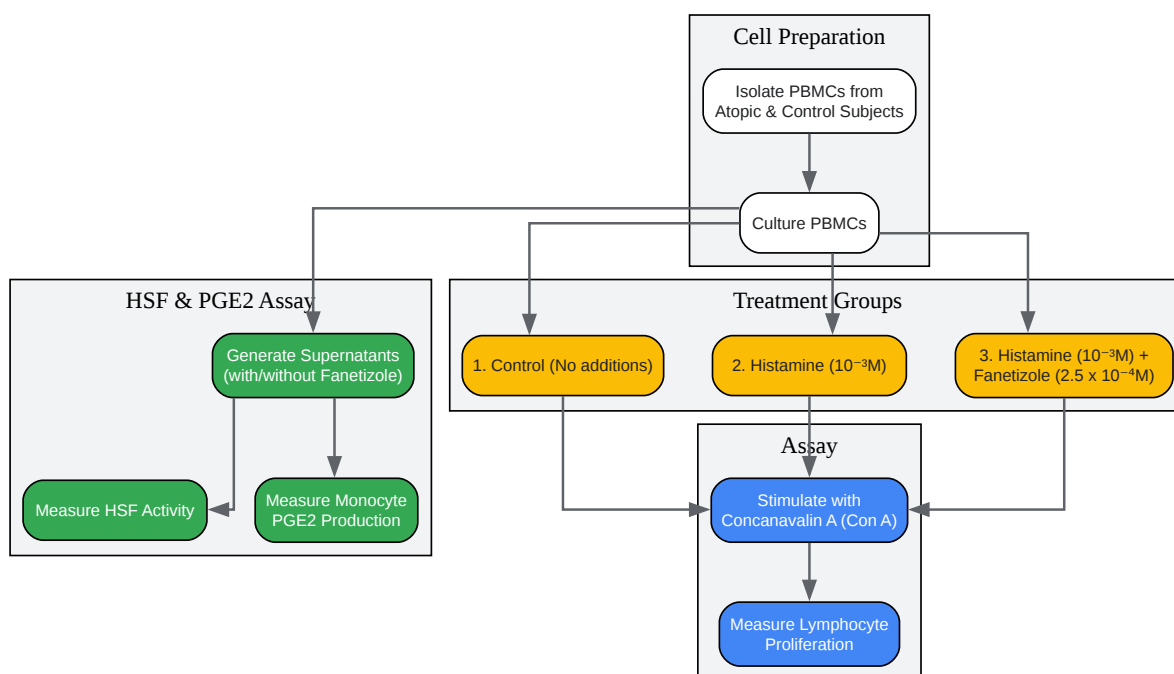 Cell Preparation
Isolate PBMCs from
Atopic & Control Subjects
Culture PBMCs
HSF & PGE2 Assay
Generate Supernatants
(with/without Fanetizole)
Measure HSF Activity
Measure Monocyte
PGE2 Production
Treatment Groups
1. Control (No additions)
2. Histamine (10⁻³M)
3. Histamine (10⁻³M) +
Fanetizole (2.5 x 10⁻⁴M)
Assay
Stimulate with
Concanavalin A (Con A)
Measure Lymphocyte
Proliferation